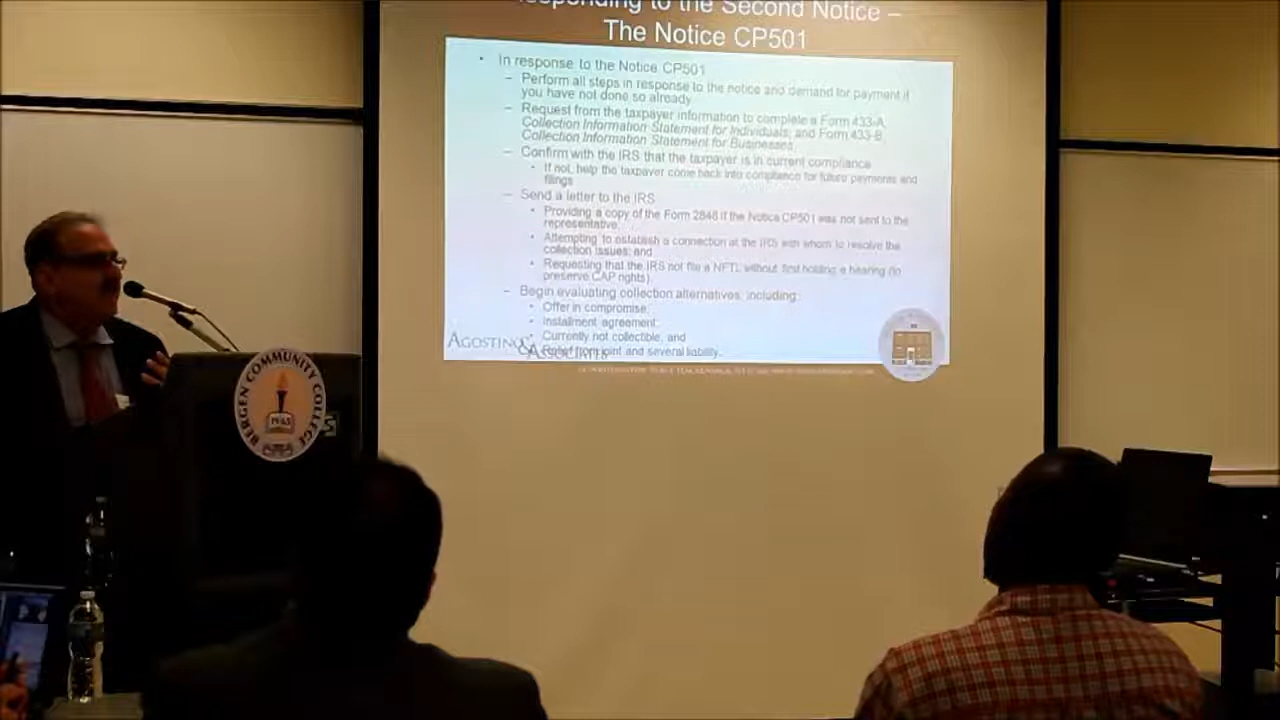 Responding to the Second Notice –
The Notice CP501
• In response to the Notice CP501
– Perform all steps in response to the notice and demand for payment if
you have not done so already.
– Request from the taxpayer information to complete a Form 433-A,
Collection Information Statement for Individuals, and Form 433-B,
Collection Information Statement for Businesses.
– Confirm with the IRS that the taxpayer is in current compliance
• If not, help the taxpayer come back into compliance for future payments and
filings
– Send a letter to the IRS
• Providing a copy of the Form 2848 if the Notice CP501 was not sent to the
representative;
• Attempting to establish a connection at the IRS with whom to resolve the
collection issues; and
• Requesting that the IRS not file a NFTL without first holding a hearing (to
preserve CAP rights).
– Begin evaluating collection alternatives, including:
• Offer in compromise;
• Installment agreement;
• Currently not collectible; and
• Relief from joint and several liability.
AGOSTINO
& ASSOCIATES
BERGEN COMMUNITY COLLEGE
1965